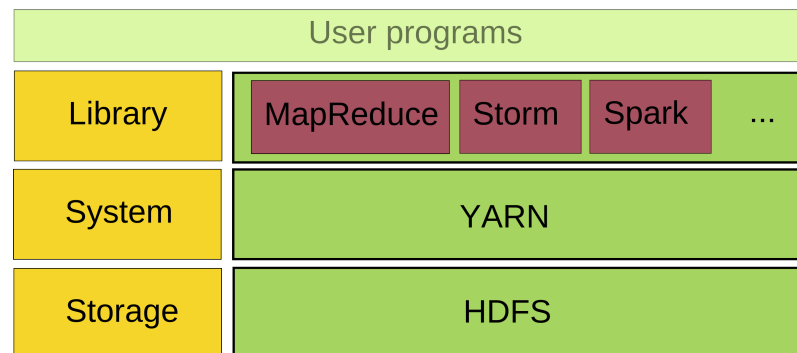 User programs
Library
MapReduce Storm Spark ...
System
YARN
Storage
HDFS